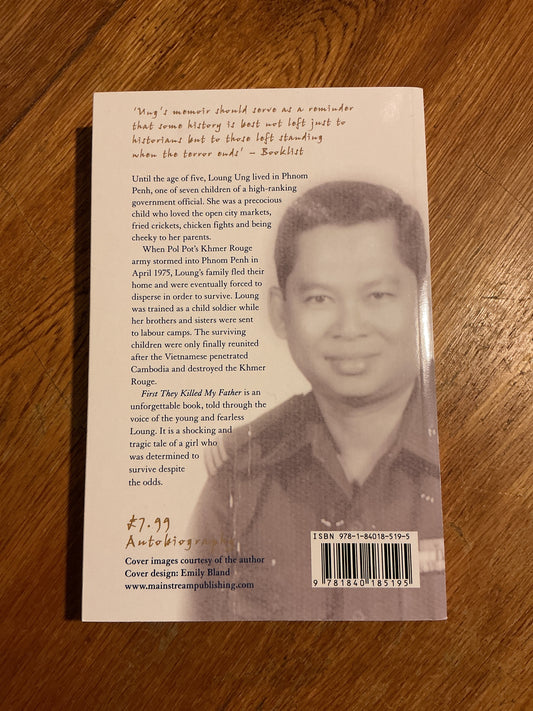 'Ung's memoir should serve as a reminder
that some history is best not left just to
historians but to those left standing
when the terror ends' – Booklist
Until the age of five, Loung Ung lived in Phnom
Penh, one of seven children of a high-ranking
government official. She was a precocious
child who loved the open city markets,
fried crickets, chicken fights and being
cheeky to her parents.
When Pol Pot's Khmer Rouge
army stormed into Phnom Penh in
April 1975, Loung's family fled their
home and were eventually forced to
disperse in order to survive. Loung
was trained as a child soldier while
her brothers and sisters were sent
to labour camps. The surviving
children were only finally reunited
after the Vietnamese penetrated
Cambodia and destroyed the Khmer
Rouge.
First They Killed My Father is an
unforgettable book, told through the
voice of the young and fearless
Loung. It is a shocking and
tragic tale of a girl who
was determined to
survive despite
the odds.
£7.99
Autobiography
Cover images courtesy of the author
Cover design: Emily Bland
www.mainstreampublishing.com
ISBN 978-1-84018-519-5
9 781840 185195